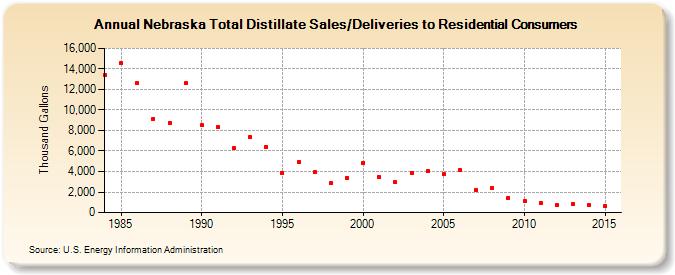 Annual Nebraska Total Distillate Sales/Deliveries to Residential Consumers
Thousand Gallons
16,000
14,000
12,000
10,000
8,000
6,000
4,000
2,000
0
1985 1990 1995 2000 2005 2010 2015
Source: U.S. Energy Information Administration